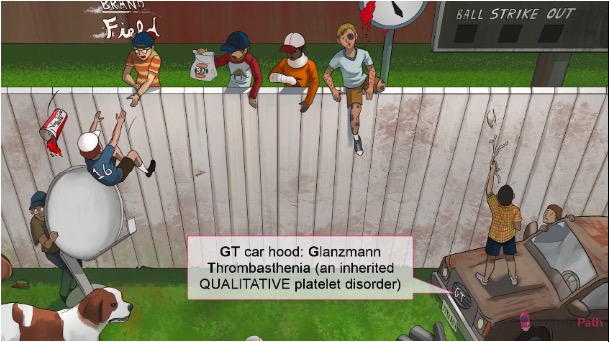 BRAND
Field
BALL STRIKE OUT
16
GT car hood: Glanzmann
Thrombasthenia (an inherited
QUALITATIVE platelet disorder)
GT
Path